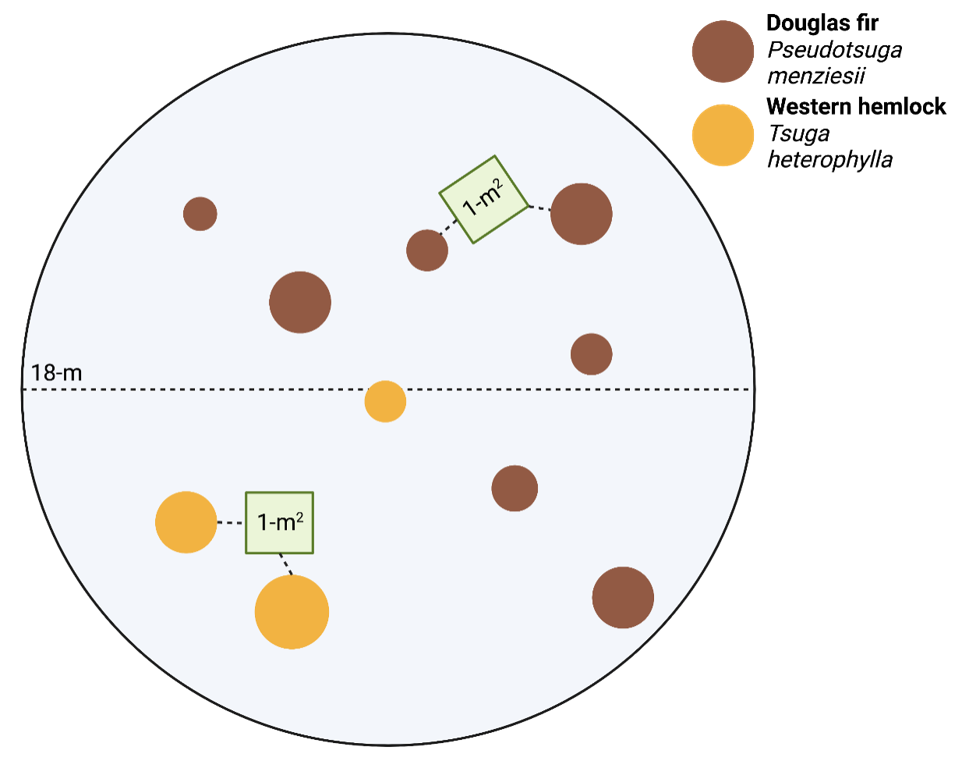 Douglas fir
Pseudotsuga
menziesii
Western hemlock
Tsuga
heterophylla
1-m²
18-m
1-m²